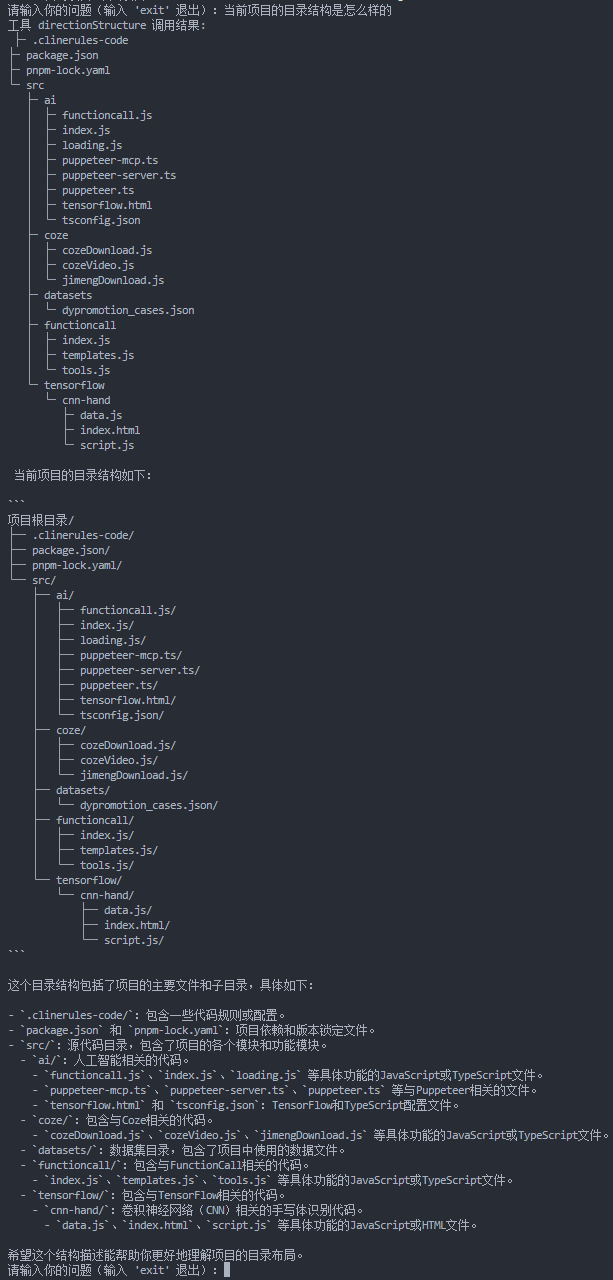 请输入你的问题（输入 'exit' 退出）: 当前项目的目录结构是怎么样的
工具 directionStructure 调用结果:
├─ .clinerules-code
├─ package.json
├─ pnpm-lock.yaml
└─ src
   ├─ ai
   │  ├─ functioncall.js
   │  ├─ index.js
   │  ├─ loading.js
   │  ├─ puppeteer-mcp.ts
   │  ├─ puppeteer-server.ts
   │  ├─ puppeteer.ts
   │  ├─ tensorflow.html
   │  └─ tsconfig.json
   ├─ coze
   │  ├─ cozeDownload.js
   │  ├─ cozeVideo.js
   │  └─ jimengDownload.js
   ├─ datasets
   │  └─ dypromotion_cases.json
   ├─ functioncall
   │  ├─ index.js
   │  ├─ templates.js
   │  └─ tools.js
   └─ tensorflow
      └─ cnn-hand
         ├─ data.js
         ├─ index.html
         └─ script.js
当前项目的目录结构如下:
```
项目根目录/
├── .clinerules-code/
├── package.json/
├── pnpm-lock.yaml/
└── src/
    ├── ai/
    │   ├── functioncall.js/
    │   ├── index.js/
    │   ├── loading.js/
    │   ├── puppeteer-mcp.ts/
    │   ├── puppeteer-server.ts/
    │   ├── puppeteer.ts/
    │   ├── tensorflow.html/
    │   └── tsconfig.json/
    ├── coze/
    │   ├── cozeDownload.js/
    │   ├── cozeVideo.js/
    │   └── jimengDownload.js/
    ├── datasets/
    │   └── dypromotion_cases.json/
    ├── functioncall/
    │   ├── index.js/
    │   ├── templates.js/
    │   └── tools.js/
    └── tensorflow/
        └── cnn-hand/
            ├── data.js/
            ├── index.html/
            └── script.js/
```
这个目录结构包括了项目的主要文件和子目录，具体如下:
- `.clinerules-code/`: 包含一些代码规则或配置。
- `package.json` 和 `pnpm-lock.yaml`: 项目依赖和版本锁定文件。
- `src/`: 源代码目录，包含了项目的各个模块和功能模块。
  - `ai/`: 人工智能相关的代码。
    - `functioncall.js`、`index.js`、`loading.js` 等具体功能的JavaScript或TypeScript文件。
    - `puppeteer-mcp.ts`、`puppeteer-server.ts`、`puppeteer.ts` 等与Puppeteer相关的文件。
    - `tensorflow.html` 和 `tsconfig.json`: TensorFlow和TypeScript配置文件。
  - `coze/`: 包含与Coze相关的代码。
    - `cozeDownload.js`、`cozeVideo.js`、`jimengDownload.js` 等具体功能的JavaScript或TypeScript文件。
  - `datasets/`: 数据集目录，包含了项目中使用的数据文件。
  - `functioncall/`: 包含与FunctionCall相关的代码。
    - `index.js`、`templates.js`、`tools.js` 等具体功能的JavaScript或TypeScript文件。
  - `tensorflow/`: 包含与TensorFlow相关的代码。
    - `cnn-hand/`: 卷积神经网络（CNN）相关的手写体识别代码。
      - `data.js`、`index.html`、`script.js` 等具体功能的JavaScript或HTML文件。
希望这个结构描述能帮助你更好地理解项目的目录布局。
请输入你的问题（输入 'exit' 退出）: